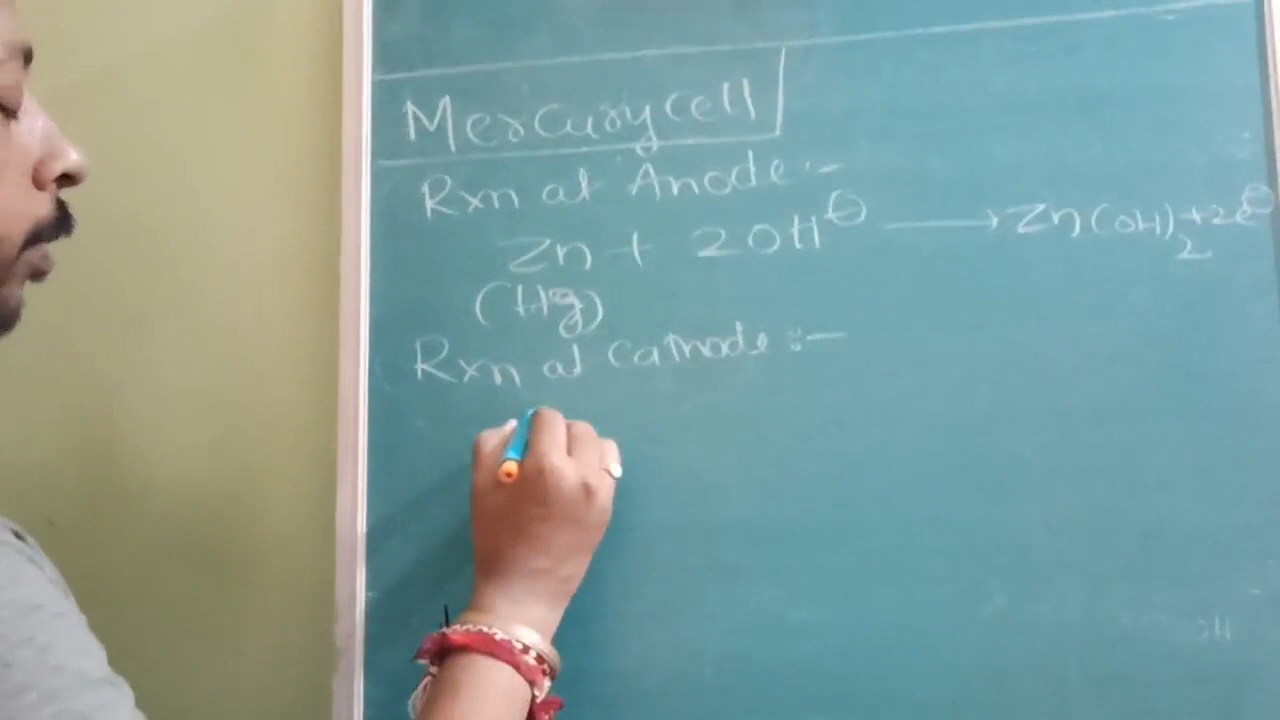 Mercury cell
Rxn at Anode :-
Zn + 2OH⊖ ⟶ Zn(OH)₂ + 2e⊖
(Hg)
Rxn at Cathode :-